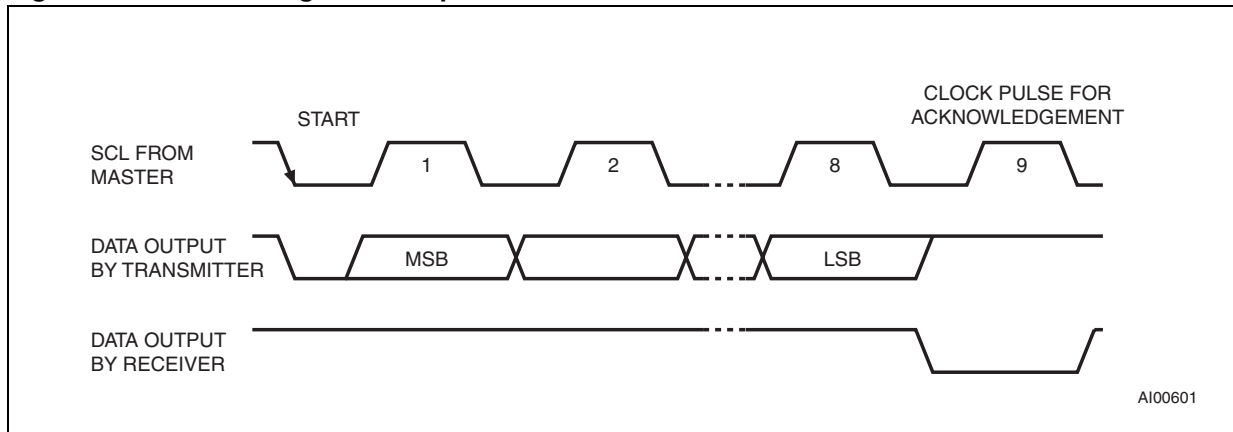 START
CLOCK PULSE FOR
ACKNOWLEDGEMENT
SCL FROM
MASTER
1
2
8
9
DATA OUTPUT
BY TRANSMITTER
MSB
LSB
DATA OUTPUT
BY RECEIVER
AI00601